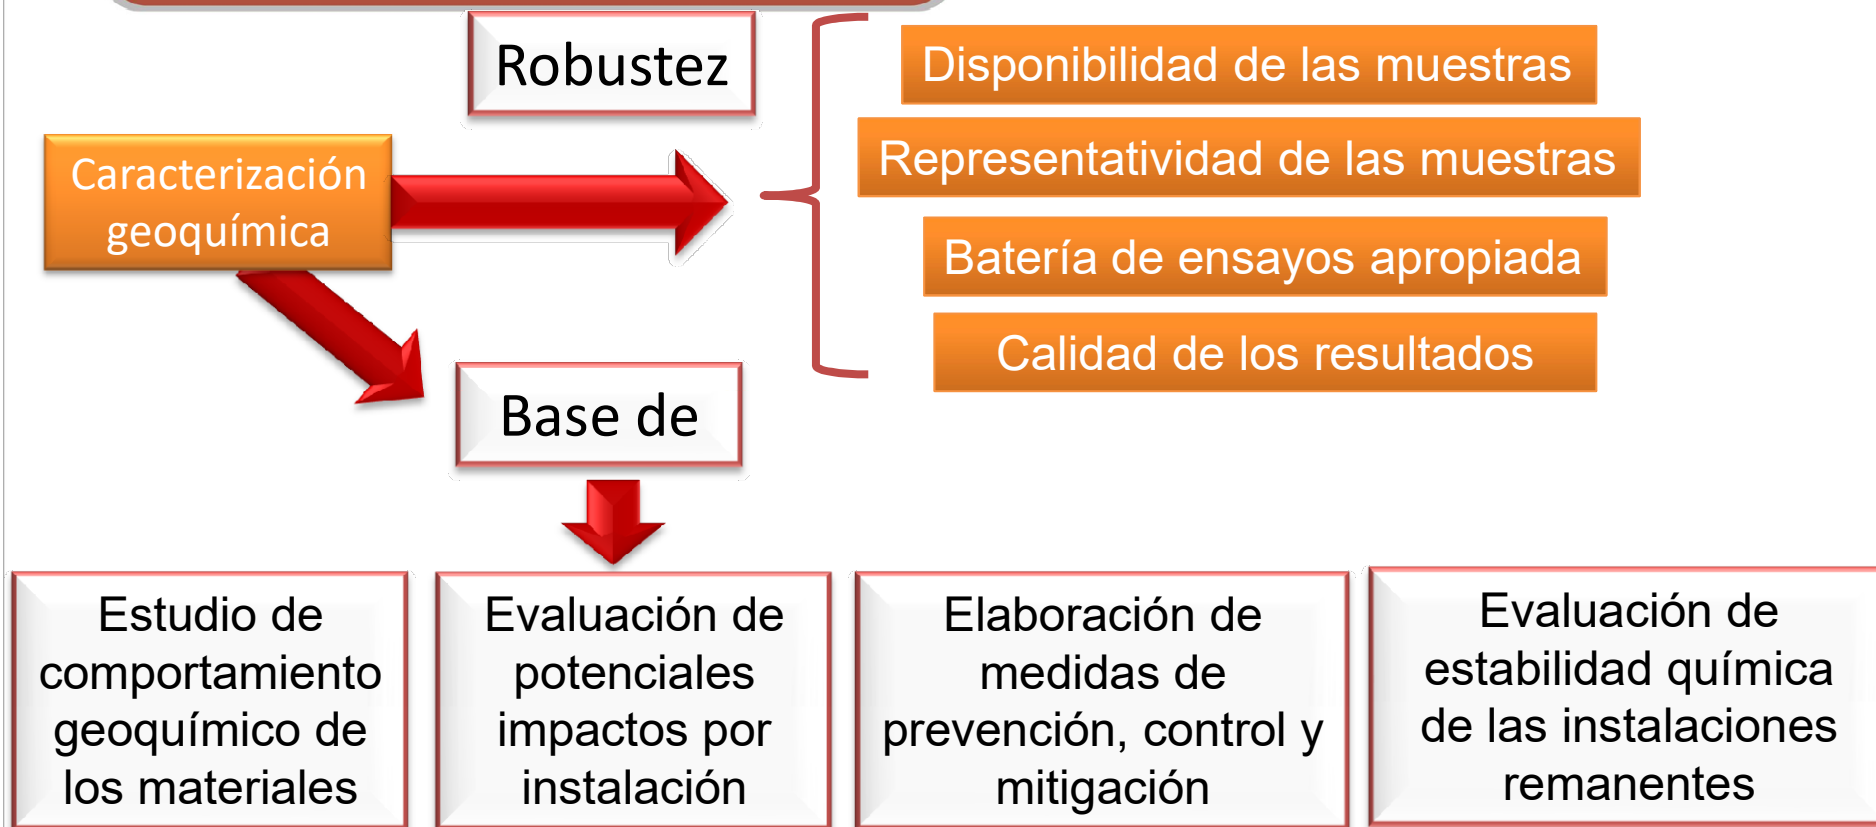 Robustez
Disponibilidad de las muestras
Representatividad de las muestras
Batería de ensayos apropiada
Calidad de los resultados
Caracterización
geoquímica
Base de
Estudio de
comportamiento
geoquímico de
los materiales
Evaluación de
potenciales
impactos por
instalación
Elaboración de
medidas de
prevención, control y
mitigación
Evaluación de
estabilidad química
de las instalaciones
remanentes